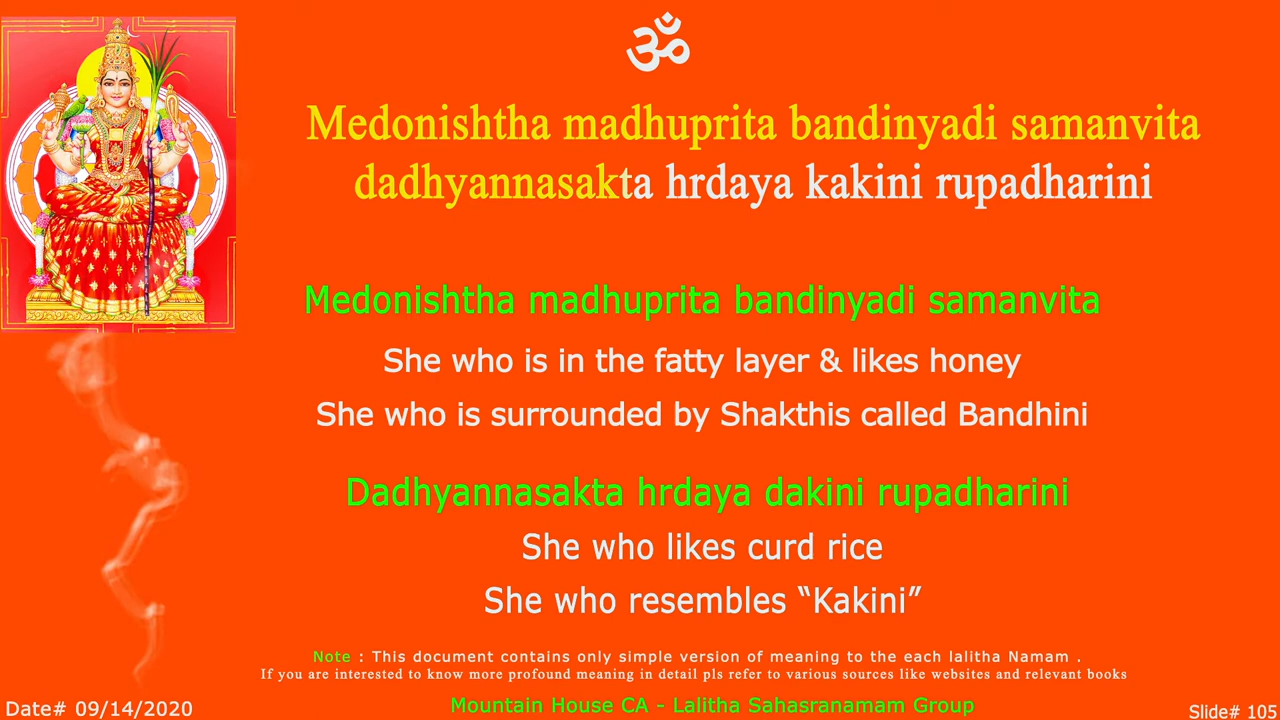 ॐ
Medonishtha madhuprita bandinyadi samanvita
dadhyannasakta hrdaya kakini rupadharini
Medonishtha madhuprita bandinyadi samanvita
She who is in the fatty layer & likes honey
She who is surrounded by Shakthis called Bandhini
Dadhyannasakta hrdaya dakini rupadharini
She who likes curd rice
She who resembles “Kakini”
Note : This document contains only simple version of meaning to the each lalitha Namam .
If you are interested to know more profound meaning in detail pls refer to various sources like websites and relevant books
Mountain House CA - Lalitha Sahasranamam Group
Date# 09/14/2020
Slide# 105